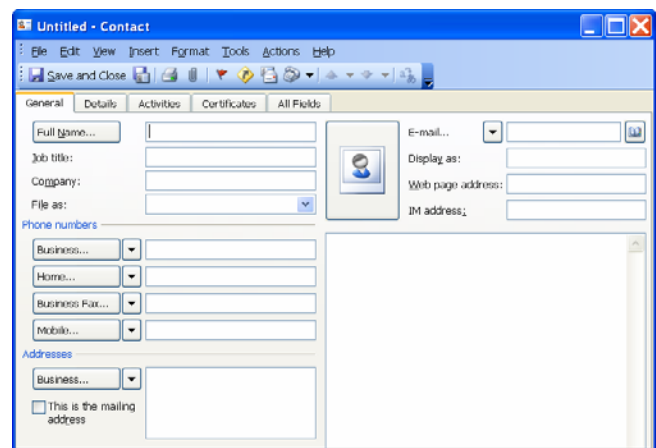 Untitled - Contact
File Edit View Insert Format Tools Actions Help
Save and Close
General Details Activities Certificates All Fields
Full Name...
Job title:
Company:
File as:
E-mail...
Display as:
Web page address:
IM address:
Phone numbers
Business...
Home...
Business Fax...
Mobile...
Addresses
Business...
This is the mailing
address